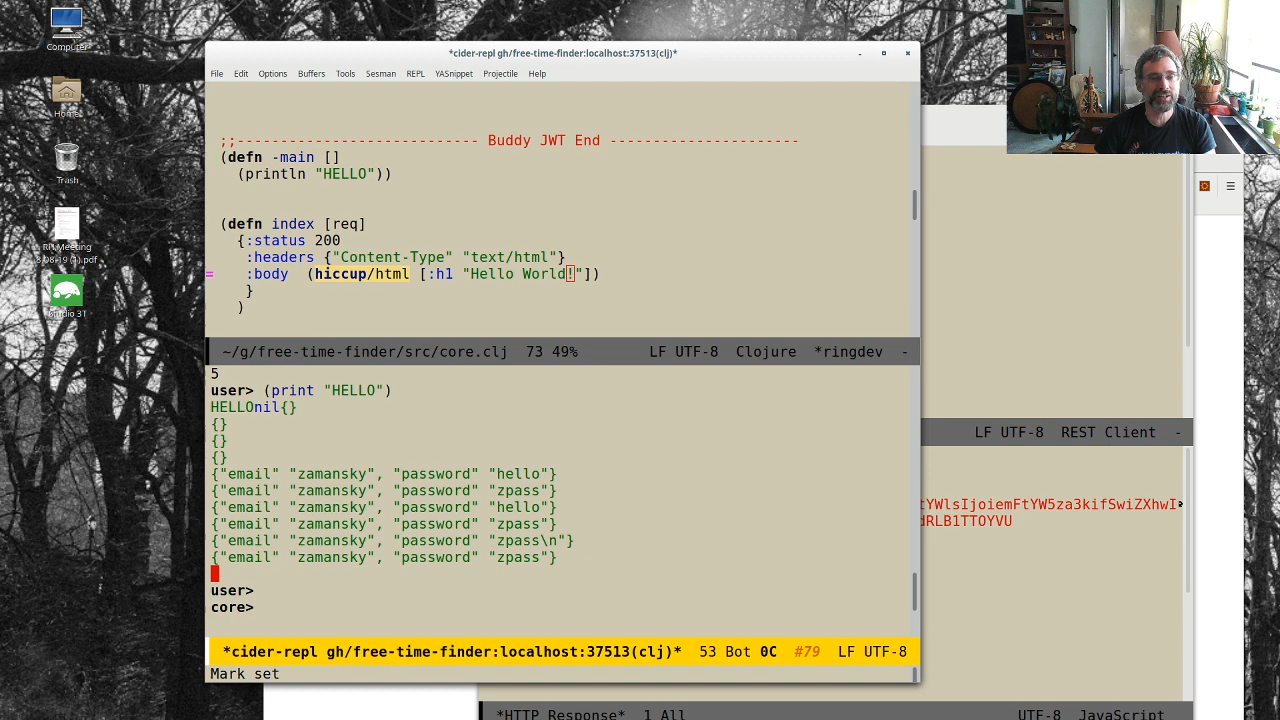 Computer
Home
Trash
RH Meeting
8-08-19 (1).pdf
Studio 3T
*cider-repl gh/free-time-finder:localhost:37513(clj)*
File Edit Options Buffers Tools Sesman REPL YASnippet Projectile Help
;;---------------------------- Buddy JWT End ----------------------
(defn -main []
(println "HELLO"))
(defn index [req]
{:status 200
:headers {"Content-Type" "text/html"}
= :body (hiccup/html [:h1 "Hello World!"])
}
)
~/g/free-time-finder/src/core.clj 73 49% LF UTF-8 Clojure *ringdev -
5
user> (print "HELLO")
HELLOnil{}
{}
{}
{}
{"email" "zamansky", "password" "hello"}
{"email" "zamansky", "password" "zpass"}
{"email" "zamansky", "password" "hello"}
{"email" "zamansky", "password" "zpass"}
{"email" "zamansky", "password" "zpass\n"}
{"email" "zamansky", "password" "zpass"}
user>
core>
*cider-repl gh/free-time-finder:localhost:37513(clj)* 53 Bot 0C #79 LF UTF-8
Mark set
LF UTF-8 REST Client -
tYWlsIjoiemFtYW5za3kifSwiZXhwI
dRLB1TTOYVU
*HTTP Response* 1 All UTF-8 JavaScript